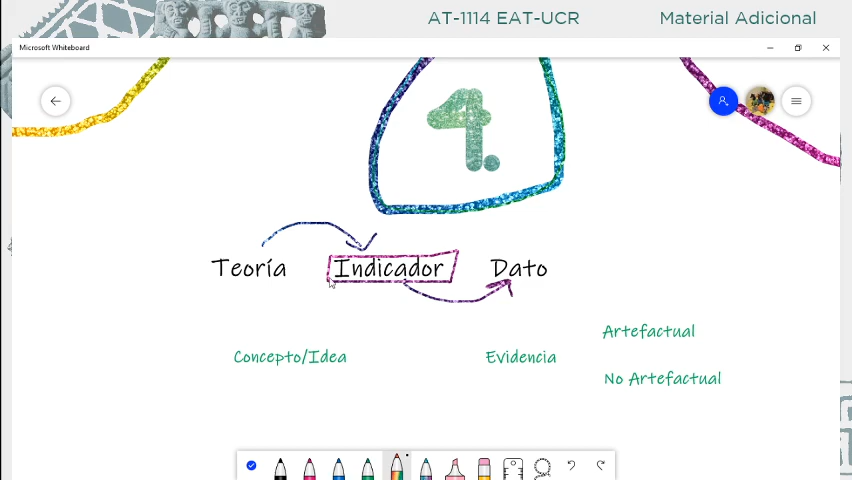 AT-1114 EAT-UCR
Material Adicional
Microsoft Whiteboard
4.
Teoría
Indicador
Dato
Artefactual
Concepto/Idea
Evidencia
No Artefactual